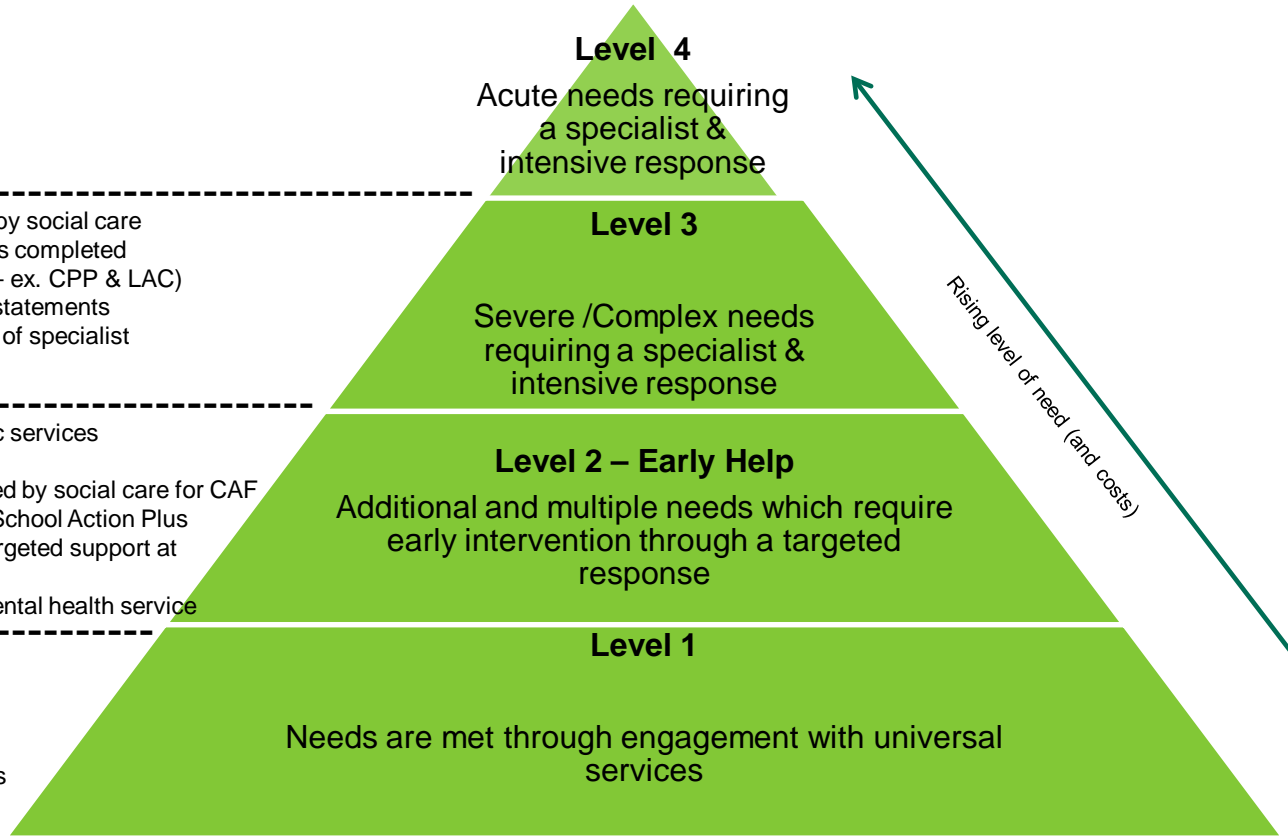 Level 4
Acute needs requiring
a specialist &
intensive response
by social care
s completed
- ex. CPP & LAC)
statements
of specialist
Level 3
Severe /Complex needs
requiring a specialist &
intensive response
c services
ed by social care for CAF
School Action Plus
rgeted support at
ental health service
Level 2 – Early Help
Additional and multiple needs which require
early intervention through a targeted
response
Level 1
Needs are met through engagement with universal
services
s
Rising level of need (and costs)